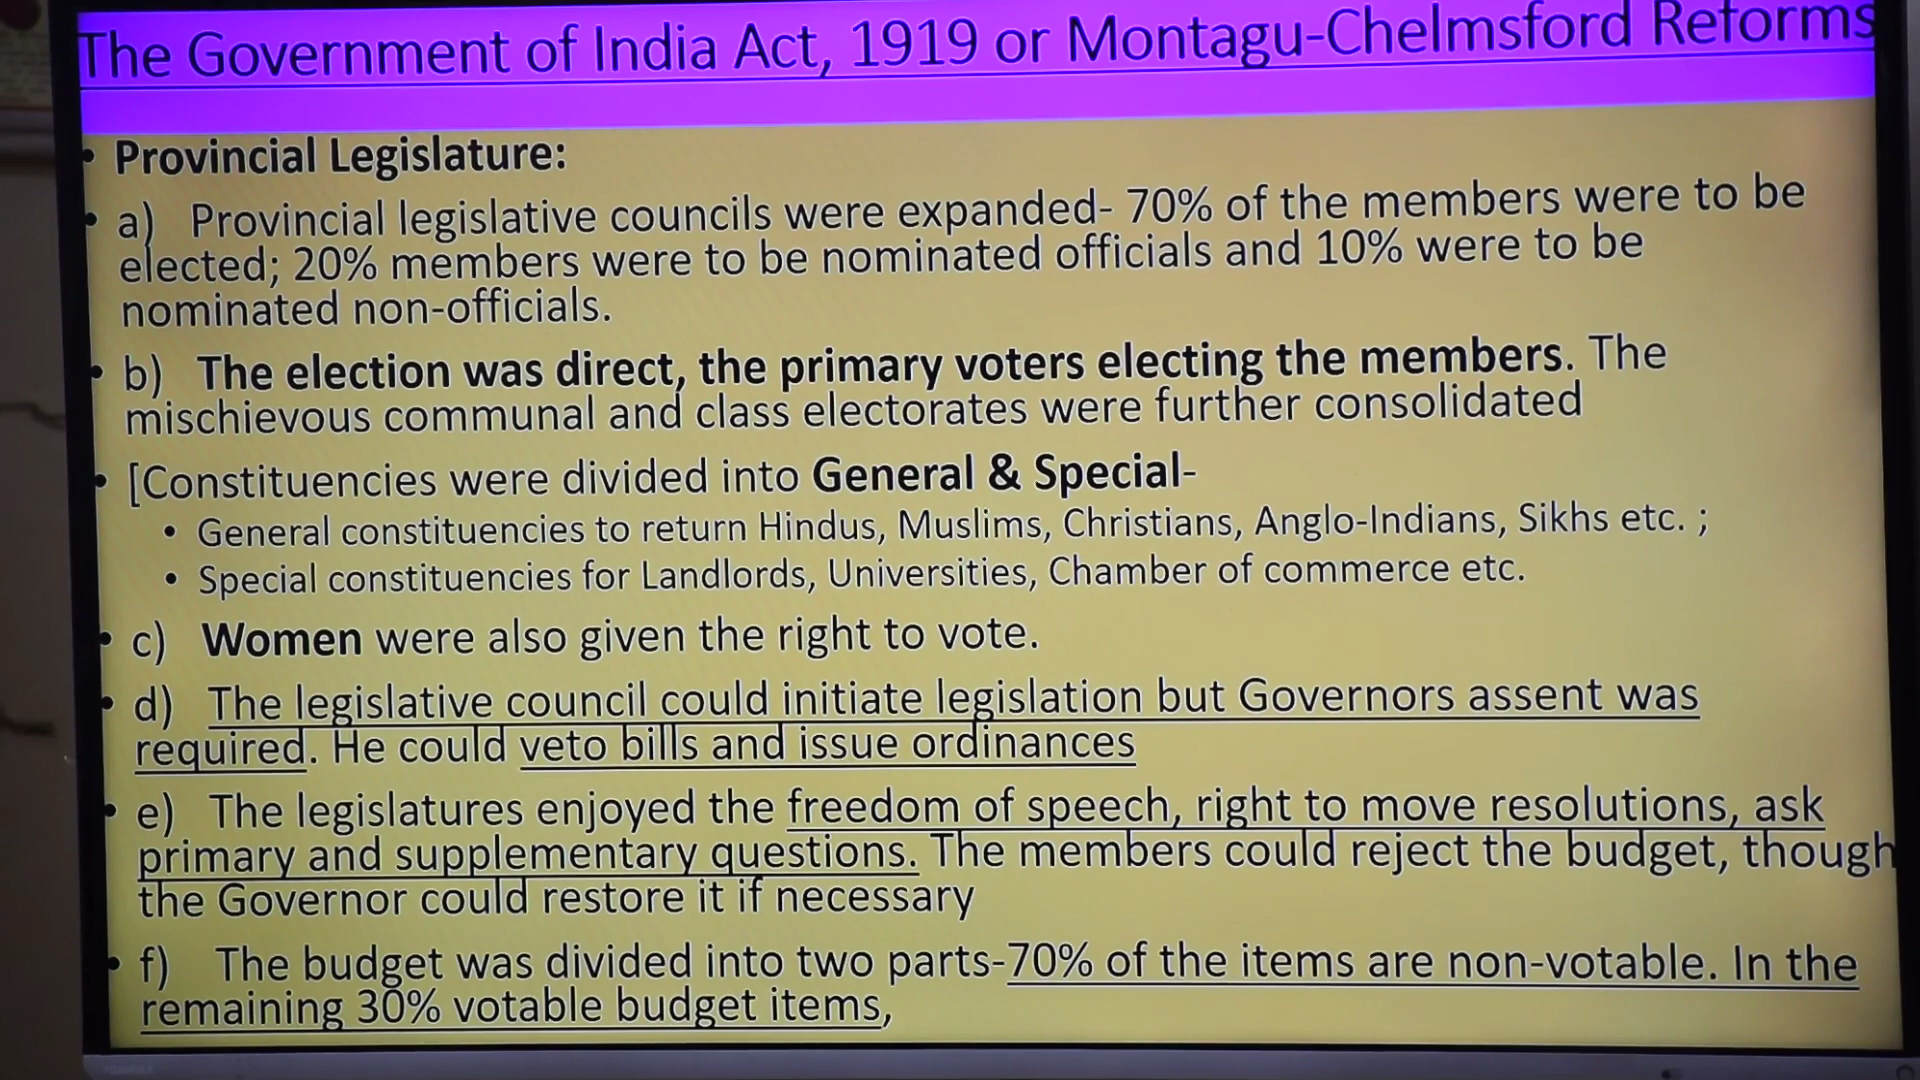 The Government of India Act, 1919 or Montagu-Chelmsford Reforms
• Provincial Legislature:
• a) Provincial legislative councils were expanded- 70% of the members were to be
elected; 20% members were to be nominated officials and 10% were to be
nominated non-officials.
• b) The election was direct, the primary voters electing the members. The
mischievous communal and class electorates were further consolidated
• [Constituencies were divided into General & Special-
• General constituencies to return Hindus, Muslims, Christians, Anglo-Indians, Sikhs etc. ;
• Special constituencies for Landlords, Universities, Chamber of commerce etc.
• c) Women were also given the right to vote.
• d) The legislative council could initiate legislation but Governors assent was
required. He could veto bills and issue ordinances
• e) The legislatures enjoyed the freedom of speech, right to move resolutions, ask
primary and supplementary questions. The members could reject the budget, though
the Governor could restore it if necessary
• f) The budget was divided into two parts-70% of the items are non-votable. In the
remaining 30% votable budget items,